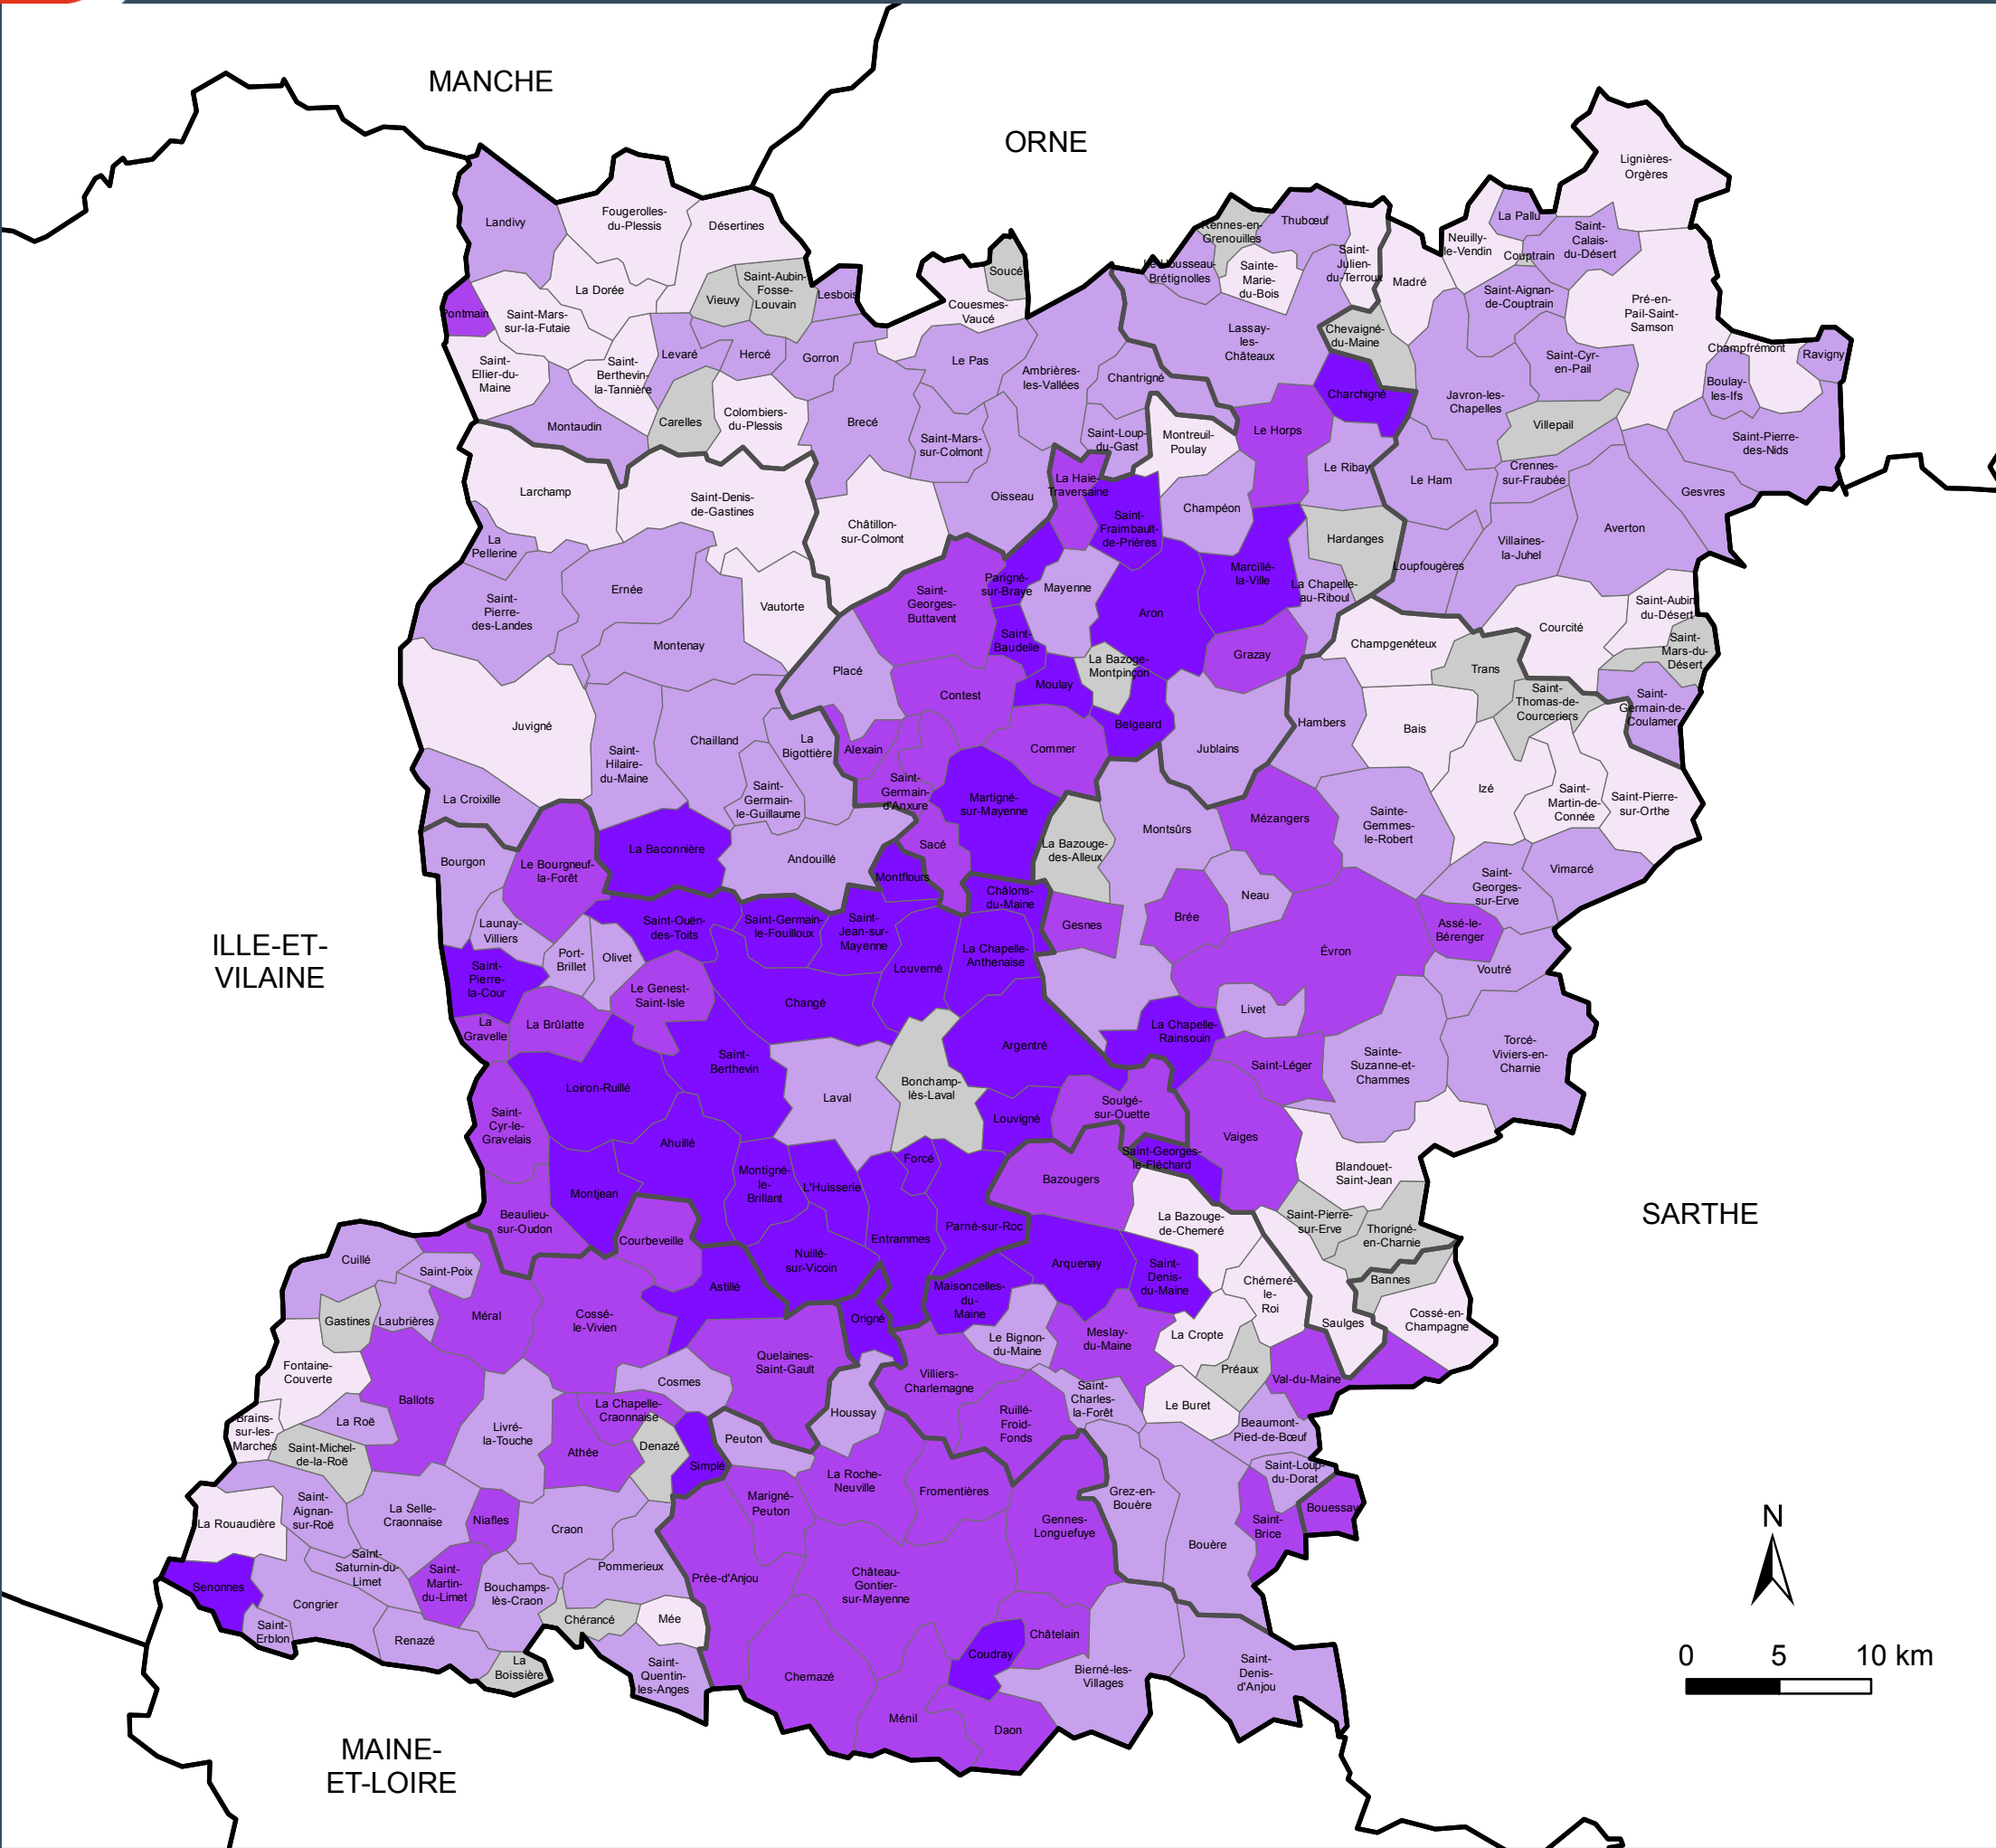 MANCHE
ORNE
Lignières-
Orgères
Landivy
Fougerolles-
du-Plessis
Désertines
Rennes-en-
Grenouilles
Thubœuf
La Pallu
Neuilly-
le-Vendin
Couptrain
Saint-
Calais-
du-Désert
Soucé
Saint-
Julien-
du-Terroux
Le Housseau-
Brétignolles
Sainte-
Marie-
du-Bois
Madré
La Dorée
Vieuvy
Saint-Aubin-
Fosse-
Louvain
Lesbois
Couesmes-
Vaucé
Saint-Aignan-
de-Couptrain
Pré-en-
Pail-Saint-
Samson
Pontmain
Saint-Mars-
sur-la-Futaie
Lassay-
les-
Châteaux
Chevaigné-
du-Maine
Champfrémont
Ravigny
Saint-
Ellier-du-
Maine
Saint-
Berthevin-
la-Tannière
Levaré
Hercé
Gorron
Le Pas
Ambrières-
les-Vallées
Chantrigné
Saint-Cyr-
en-Pail
Boulay-
les-Ifs
Charchigné
Javron-les-
Chapelles
Montaudin
Carelles
Colombiers-
du-Plessis
Brecé
Saint-Mars-
sur-Colmont
Saint-Loup-
du-Gast
Montreuil-
Poulay
Le Horps
Villepail
Saint-Pierre-
des-Nids
Larchamp
Saint-Denis-
de-Gastines
Oisseau
La Haie-
Traversaine
Le Ribay
Le Ham
Crennes-
sur-Fraubée
Gesvres
Châtillon-
sur-Colmont
Saint-
Fraimbault-
de-Prières
Champéon
Hardanges
Averton
La
Pellerine
Villaines-
la-Juhel
Loupfougères
Saint-
Pierre-
des-Landes
Ernée
Vautorte
Saint-
Georges-
Buttavent
Parigné-
sur-Braye
Mayenne
Aron
Marcillé-
la-Ville
La Chapelle-
au-Riboul
Saint-Aubin-
du-Désert
Courcité
Champgenéteux
Saint-
Mars-du-
Désert
Montenay
Saint-
Baudelle
Grazay
Placé
La Bazoge-
Montpinçon
Trans
Contest
Moulay
Saint-
Thomas-de-
Courceriers
Saint-
Germain-de-
Coulamer
Juvigné
Belgeard
Hambers
Bais
Saint-
Hilaire-
du-Maine
Chailland
La
Bigottière
Alexain
Commer
Jublains
Saint-
Germain-
d'Anxure
Martigné-
sur-Mayenne
Izé
Saint-
Martin-de-
Connée
Saint-Pierre-
sur-Orthe
La Croixille
Saint-
Germain-
le-Guillaume
Mézangers
Sainte-
Gemmes-
le-Robert
Montsûrs
Bourgon
Le Bourgneuf-
la-Forêt
La Baconnière
Andouillé
Sacé
La Bazouge-
des-Alleux
Montflours
Vimarcé
Saint-
Georges-
sur-Erve
Châlons-
du-Maine
Neau
Launay-
Villiers
Saint-Ouën-
des-Toits
Saint-Germain-
le-Fouilloux
Saint-
Jean-sur-
Mayenne
Gesnes
Brée
Assé-le-
Bérenger
ILLE-ET-
VILAINE
Port-
Brillet
Olivet
Louverné
La Chapelle-
Anthenaise
Évron
Voutré
Saint-
Pierre-
la-Cour
Le Genest-
Saint-Isle
Changé
Livet
La
Gravelle
La Brûlatte
La Chapelle-
Rainsouin
Argentré
Torcé-
Viviers-en-
Charnie
Saint-
Berthevin
Saint-Léger
Sainte-
Suzanne-et-
Chammes
Loiron-Ruillé
Laval
Bonchamp-
lès-Laval
Soulgé-
sur-Ouette
Saint-
Cyr-le-
Gravelais
Louvigné
Ahuillé
Vaiges
Saint-Georges-
le-Fléchard
Montigné-
le-
Brillant
Forcé
Bazougers
Blandouet-
Saint-Jean
Montjean
L'Huisserie
SARTHE
Beaulieu-
sur-Oudon
Courbeveille
Entrammes
Parné-sur-Roc
La Bazouge-
de-Chemeré
Saint-Pierre-
sur-Erve
Thorigné-
en-Charnie
Nuillé-
sur-Vicoin
Cuillé
Saint-Poix
Astillé
Arquenay
Saint-
Denis-
du-Maine
Bannes
Chémeré-
le-
Roi
Maisoncelles-
du-
Maine
Gastines
Laubrières
Méral
Cossé-
le-Vivien
Origné
Saulges
Cossé-en-
Champagne
Le Bignon-
du-Maine
Meslay-
du-Maine
La Cropte
Quelaines-
Saint-Gault
Fontaine-
Couverte
Cosmes
Villiers-
Charlemagne
Préaux
Val-du-Maine
Ballots
La Chapelle-
Craonnaise
Saint-
Charles-
la-Forêt
Le Buret
Brains-
sur-les-
Marches
La Roë
Livré-
la-Touche
Houssay
Ruillé-
Froid-
Fonds
Beaumont-
Pied-de-Bœuf
Saint-Michel-
de-la-Roë
Athée
Denazé
Peuton
Simplé
La Roche-
Neuville
Saint-Loup-
du-Dorat
Fromentières
Grez-en-
Bouère
Bouessay
Saint-
Aignan-
sur-Roë
La Selle-
Craonnaise
Marigné-
Peuton
La Rouaudière
Niafles
Craon
Gennes-
Longuefuye
Saint-
Brice
N
Bouère
Saint-
Saturnin-du-
Limet
Pommerieux
Senonnes
Saint-
Martin-
du-Limet
Bouchamps-
lès-Craon
Prée-d'Anjou
Château-
Gontier-
sur-Mayenne
Congrier
Chérancé
Mée
Saint-
Erblon
Renazé
Châtelain
Coudray
La
Boissière
Saint-
Quentin-
les-Anges
Chemazé
Bierné-les-
Villages
Saint-
Denis-
d'Anjou
0 5 10 km
Ménil
Daon
MAINE-
ET-LOIRE